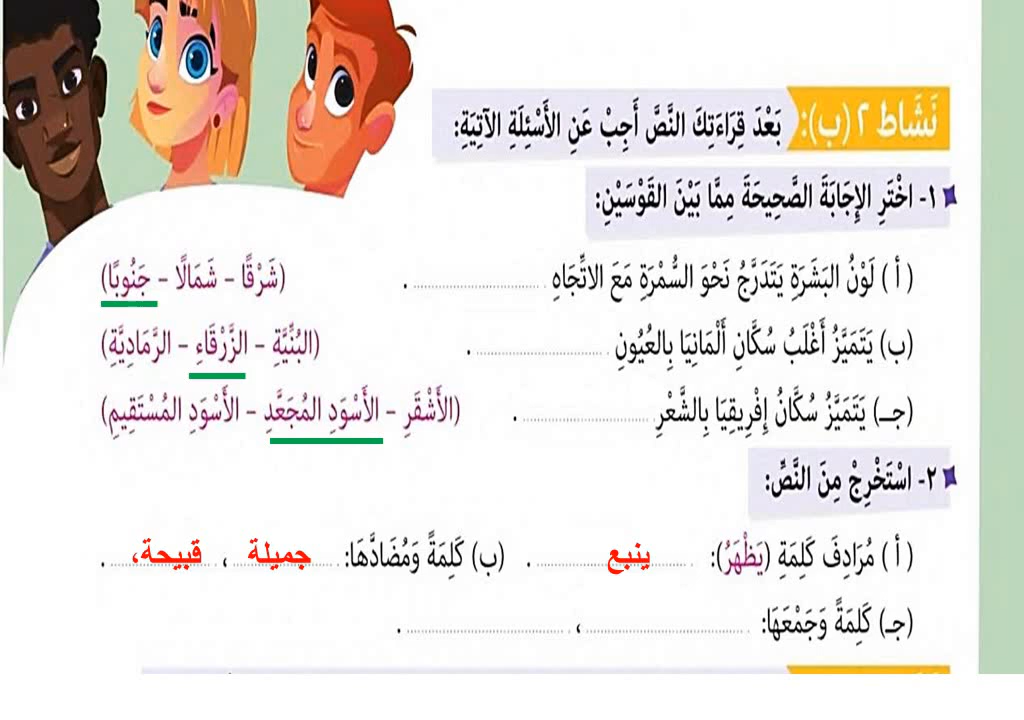 نَشَاط ٢ (ب): بَعْدَ قِرَاءَتِكَ النَّصَّ أَجِبْ عَنِ الأَسْئِلَةِ الآتِيَةِ:
١- اخْتَرِ الإِجَابَةَ الصَّحِيحَةَ مِمَّا بَيْنَ القَوْسَيْنِ:
(أ) لَوْنُ البَشَرَةِ يَتَدَرَّجُ نَحْوَ السُّمْرَةِ مَعَ الاتِّجَاهِ .................... . (شَرْقًا - شَمَالًا - جَنُوبًا)
(ب) يَتَمَيَّزُ أَغْلَبُ سُكَّانِ أَلْمَانِيَا بِالعُيُونِ .................... . (البُنِّيَّةِ - الزَّرْقَاءِ - الرَّمَادِيَّةِ)
(جـ) يَتَمَيَّزُ سُكَّانُ إِفْرِيقِيَا بِالشَّعْرِ .................... . (الأَشْقَرِ - الأَسْوَدِ المُجَعَّدِ - الأَسْوَدِ المُسْتَقِيمِ)
٢- اسْتَخْرِجْ مِنَ النَّصِّ:
(أ) مُرَادِفَ كَلِمَةِ (يَظْهَرُ): ينبع . (ب) كَلِمَةً وَمُضَادَّهَا: جميلة ، قبيحة، .
(جـ) كَلِمَةً وَجَمْعَهَا: .................... ، .................... .